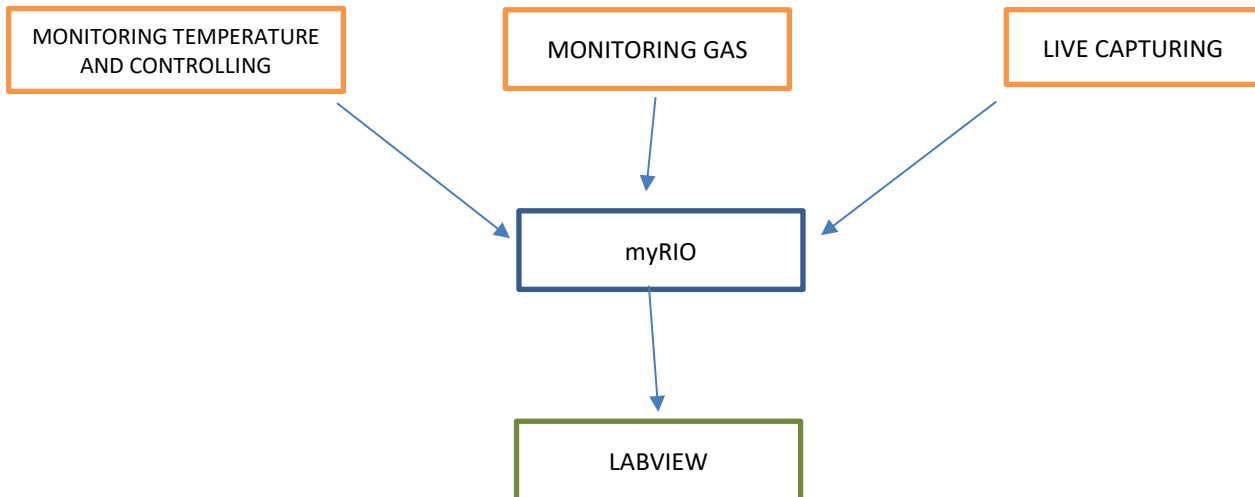 MONITORING TEMPERATURE
AND CONTROLLING
MONITORING GAS
LIVE CAPTURING
myRIO
LABVIEW